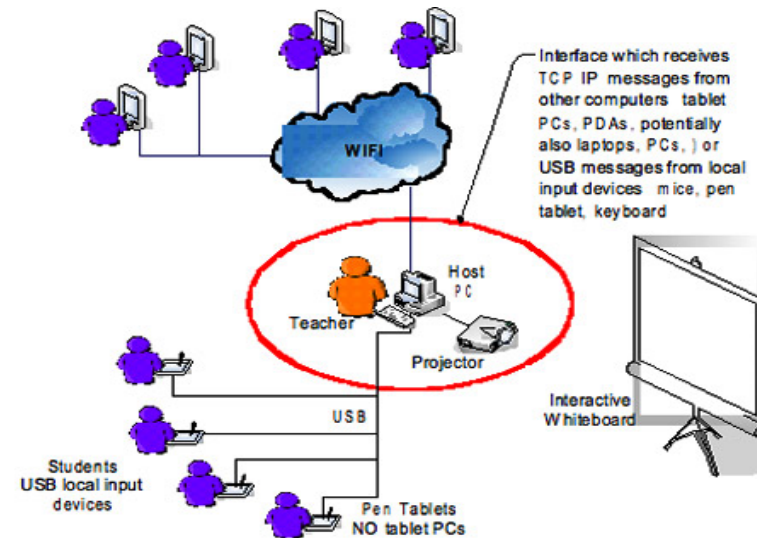 Interface which receives
TCP IP messages from
other computers tablet
PCs, PDAs, potentially
also laptops, PCs, ) or
USB messages from local
input devices mice, pen
tablet, keyboard
WIFI
Host
PC
Teacher
Projector
Interactive
Whiteboard
USB
Students
USB local input
devices
Pen Tablets
NO tablet PCs